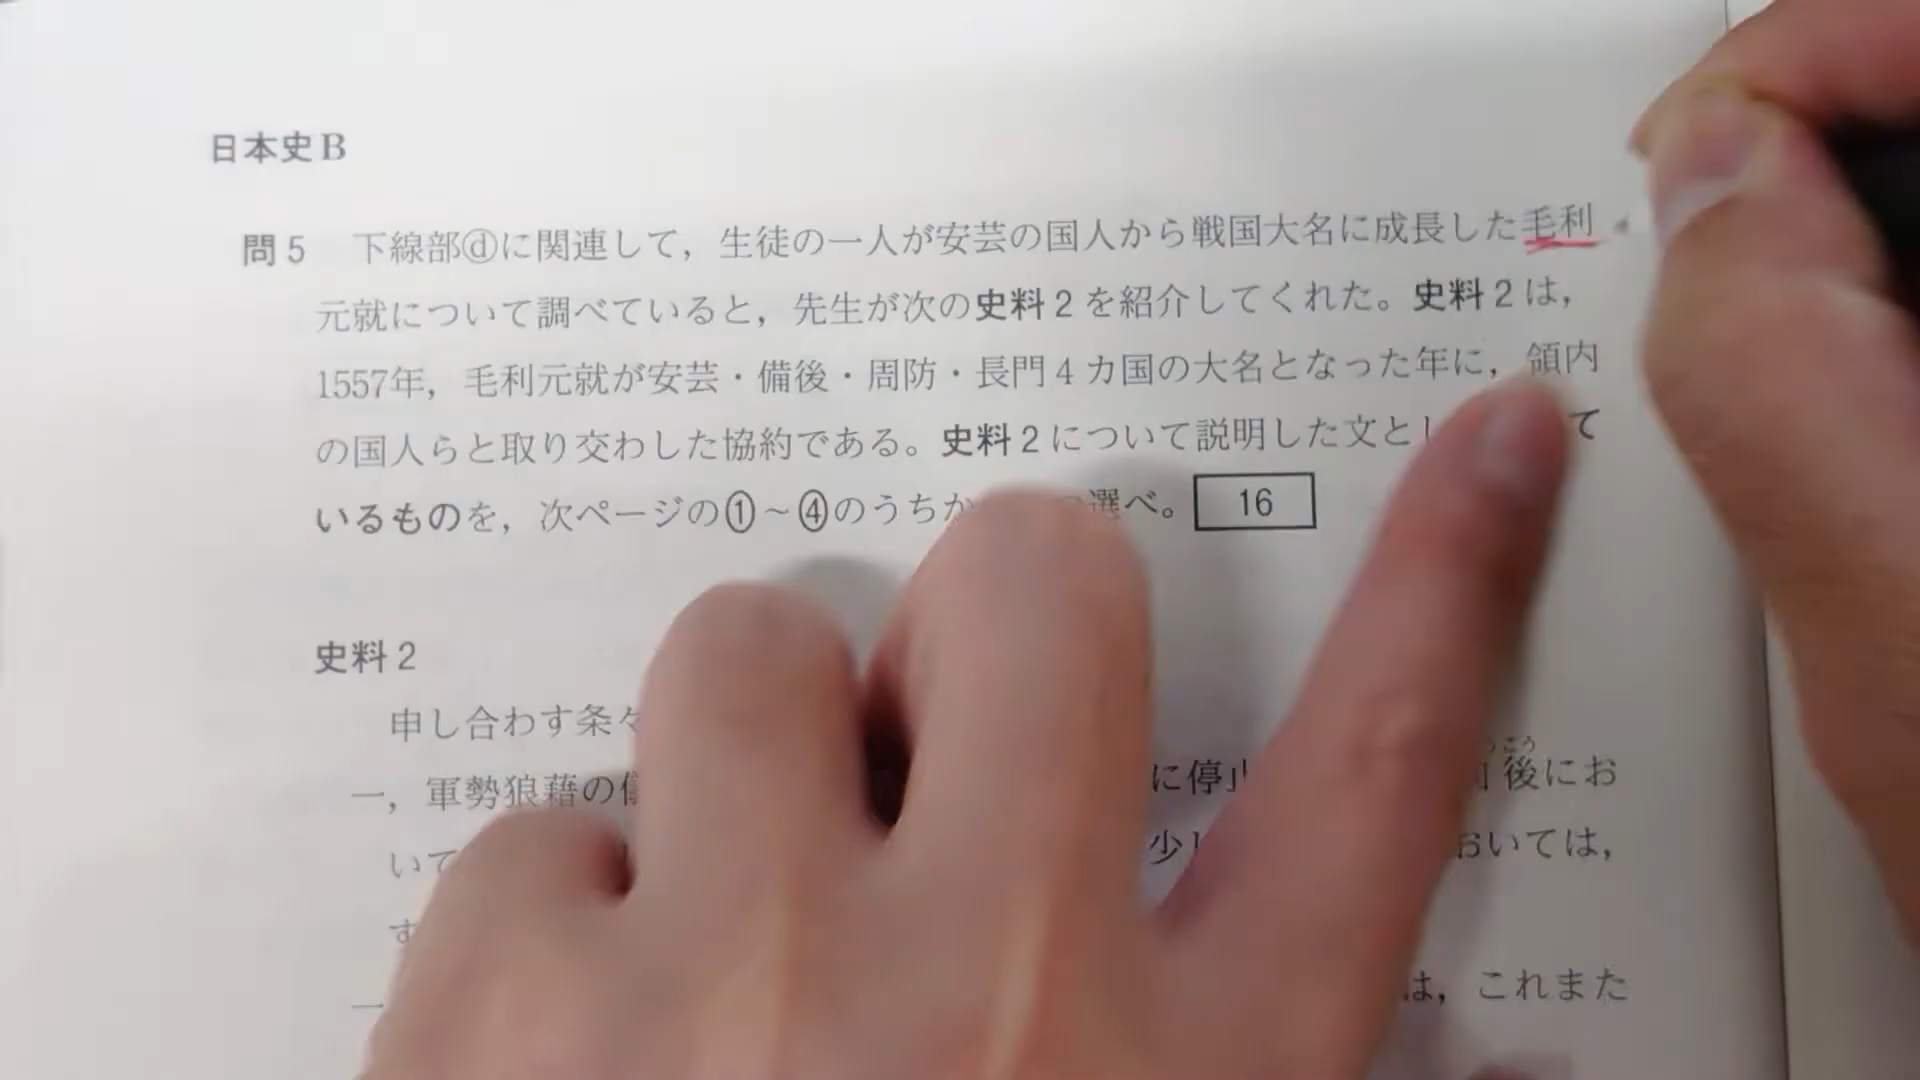 日本史B
問5 下線部ⓓに関連して，生徒の一人が安芸の国人から戦国大名に成長した毛利
元就について調べていると，先生が次の史料2を紹介してくれた。史料2は，
1557年，毛利元就が安芸・備後・周防・長門4カ国の大名となった年に，領内
の国人らと取り交わした協約である。史料2について説明した文とし て
いるものを，次ページの①～④のうちか 選べ。 16
史料2
申し合わす条々
一，軍勢狼藉の に停止 後にお
いて 少し おいては，
す
一 は，これまた